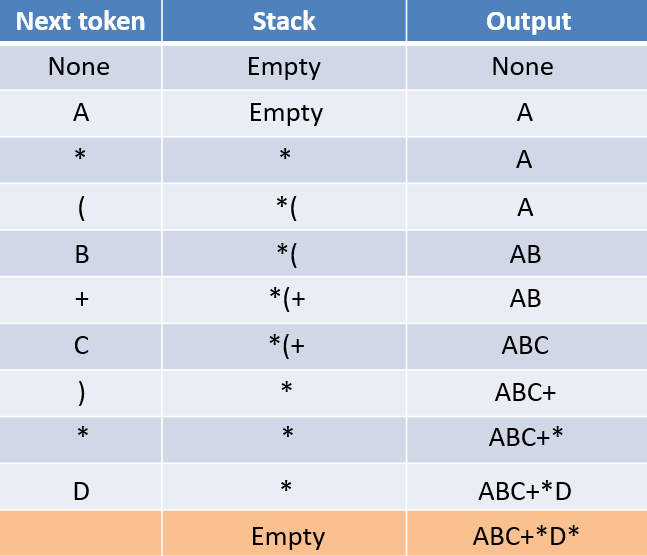 Next token Stack Output
None Empty None
A Empty A
* * A
( *( A
B *( AB
+ *(+ AB
C *(+ ABC
) * ABC+
* * ABC+*
D * ABC+*D
Empty ABC+*D*